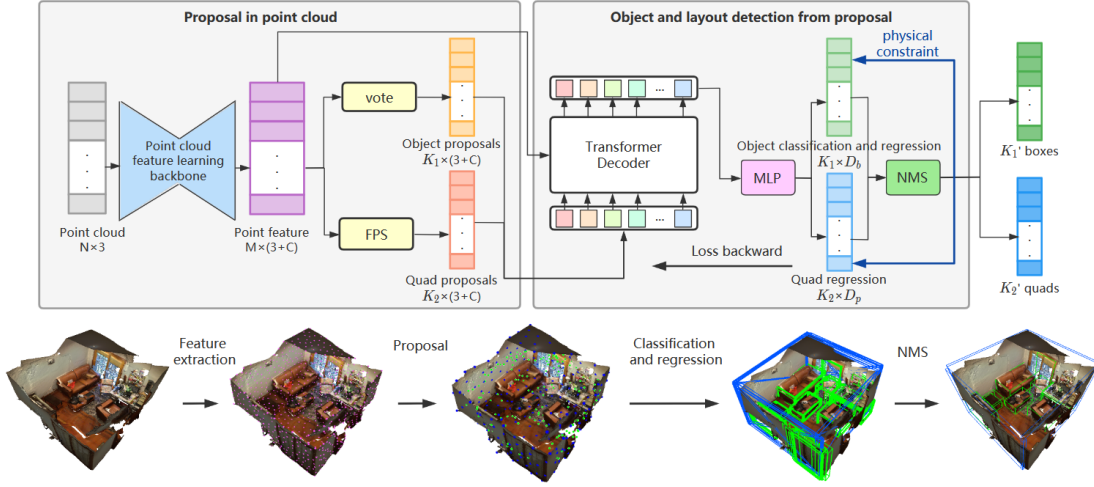 Proposal in point cloud
Object and layout detection from proposal
physical
constraint
vote
Point cloud
feature learning
backbone
Object proposals
K₁×(3+C)
Transformer
Decoder
...
...
Object classification and regression
K₁×D_b
K₁' boxes
MLP
NMS
Point cloud
N×3
Point feature
M×(3+C)
FPS
Quad proposals
K₂×(3+C)
Loss backward
Quad regression
K₂×D_p
K₂' quads
Feature
extraction
Proposal
Classification
and regression
NMS